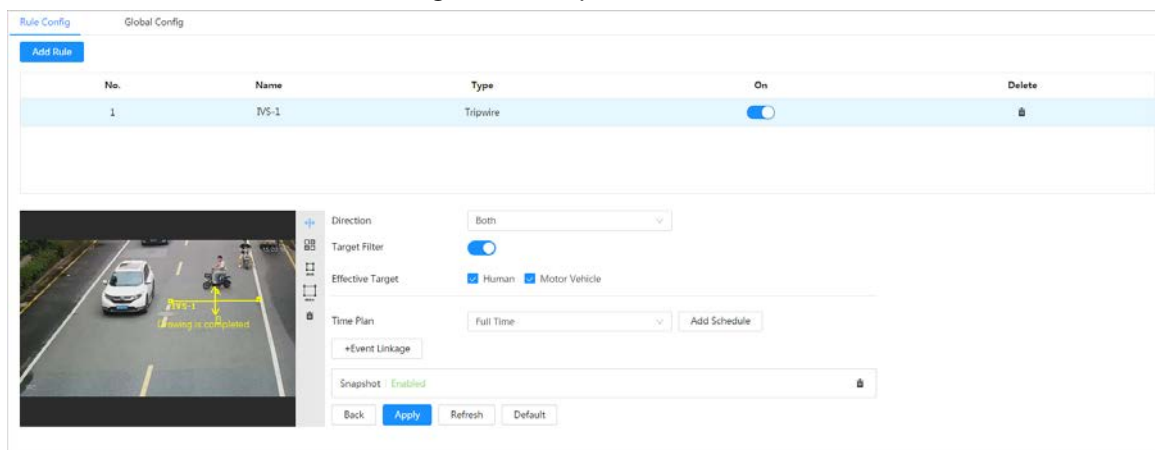 Rule Config Global Config
Add Rule
No. Name Type On Delete
1 IVS-1 Tripwire
Direction Both
Target Filter
Effective Target Human Motor Vehicle
IVS-1
Drawing is completed
Time Plan Full Time Add Schedule
+Event Linkage
Snapshot Enabled
Back Apply Refresh Default